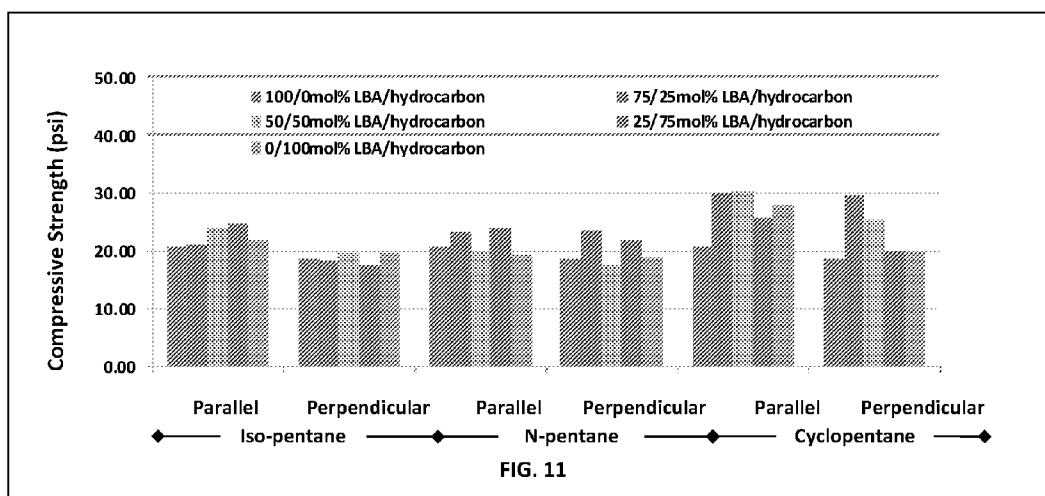 50.00
40.00
30.00
20.00
10.00
0.00
Compressive Strength (psi)
100/0mol% LBA/hydrocarbon
75/25mol% LBA/hydrocarbon
50/50mol% LBA/hydrocarbon
25/75mol% LBA/hydrocarbon
0/100mol% LBA/hydrocarbon
Parallel Perpendicular Parallel Perpendicular Parallel Perpendicular
Iso-pentane N-pentane Cyclopentane
FIG. 11